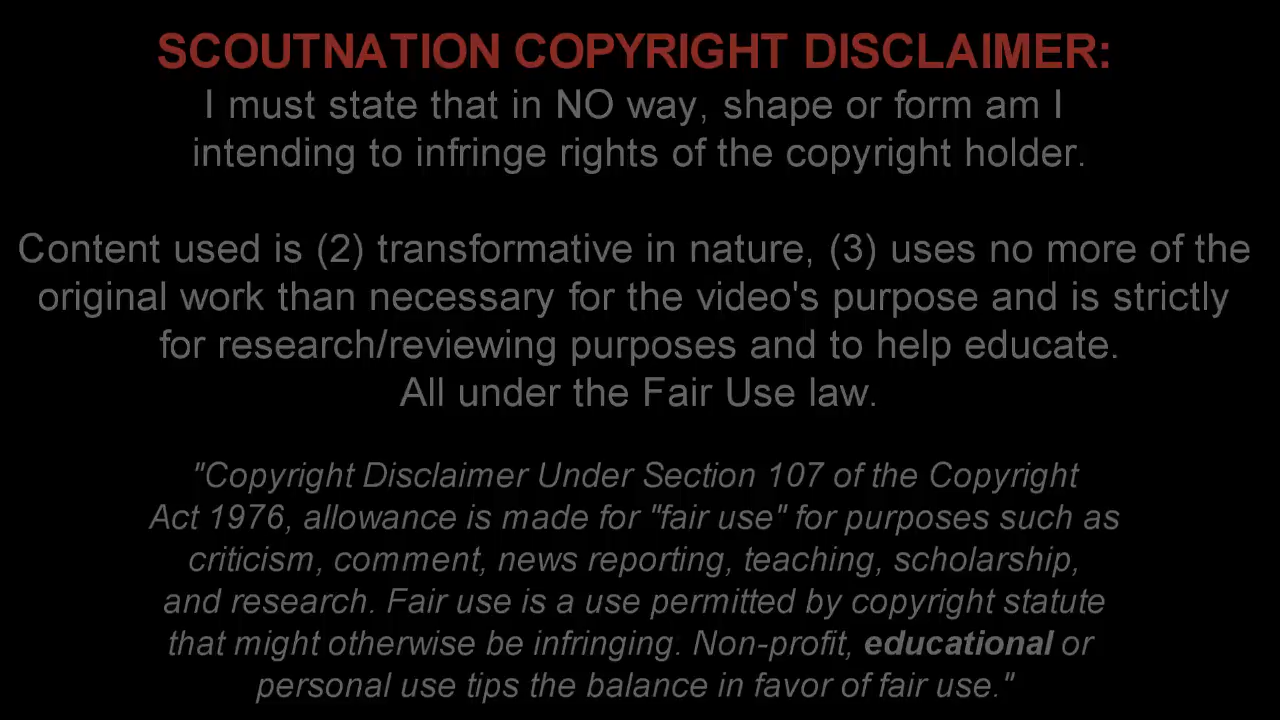 SCOUTNATION COPYRIGHT DISCLAIMER:
I must state that in NO way, shape or form am I
intending to infringe rights of the copyright holder.
Content used is (2) transformative in nature, (3) uses no more of the
original work than necessary for the video's purpose and is strictly
for research/reviewing purposes and to help educate.
All under the Fair Use law.
"Copyright Disclaimer Under Section 107 of the Copyright
Act 1976, allowance is made for "fair use" for purposes such as
criticism, comment, news reporting, teaching, scholarship,
and research. Fair use is a use permitted by copyright statute
that might otherwise be infringing. Non-profit, educational or
personal use tips the balance in favor of fair use."